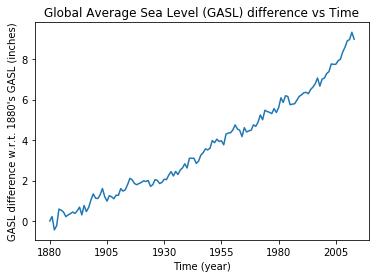 Global Average Sea Level (GASL) difference vs Time
GASL difference w.r.t. 1880's GASL (inches)
8
6
4
2
0
1880 1905 1930 1955 1980 2005
Time (year)